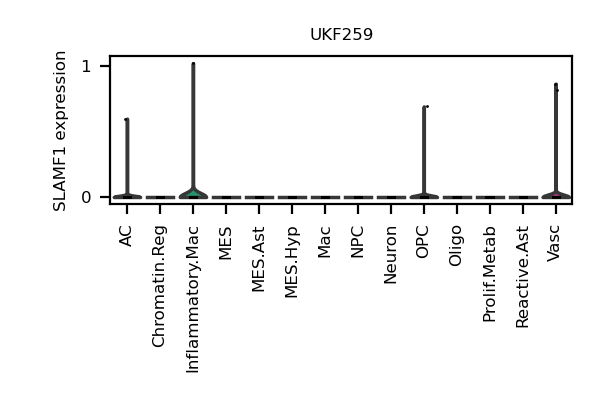 UKF259
SLAMF1 expression
1
0
AC
Chromatin.Reg
Inflammatory.Mac
MES
MES.Ast
MES.Hyp
Mac
NPC
Neuron
OPC
Oligo
Prolif.Metab
Reactive.Ast
Vasc